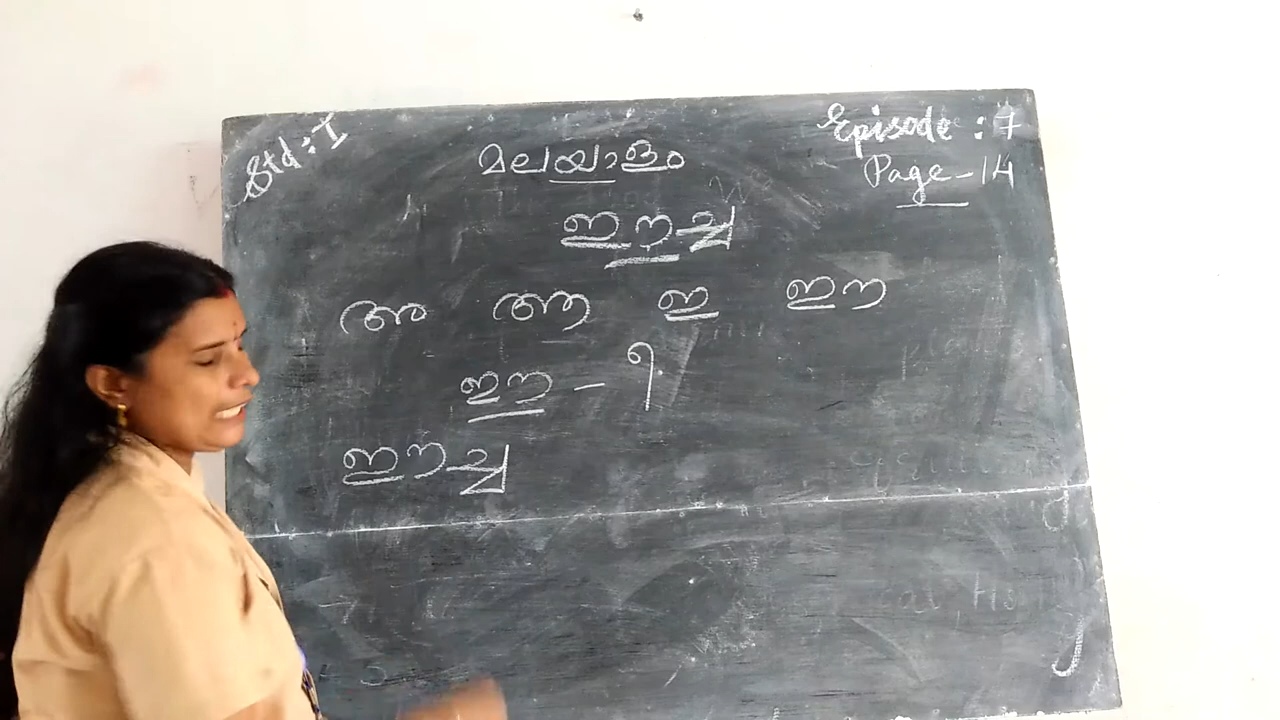 Std : I
Episode : 7
മലയാളം
Page - 14
ഈച്ച
അ ആ ഇ ഈ
ഈ - ീ
ഈച്ച